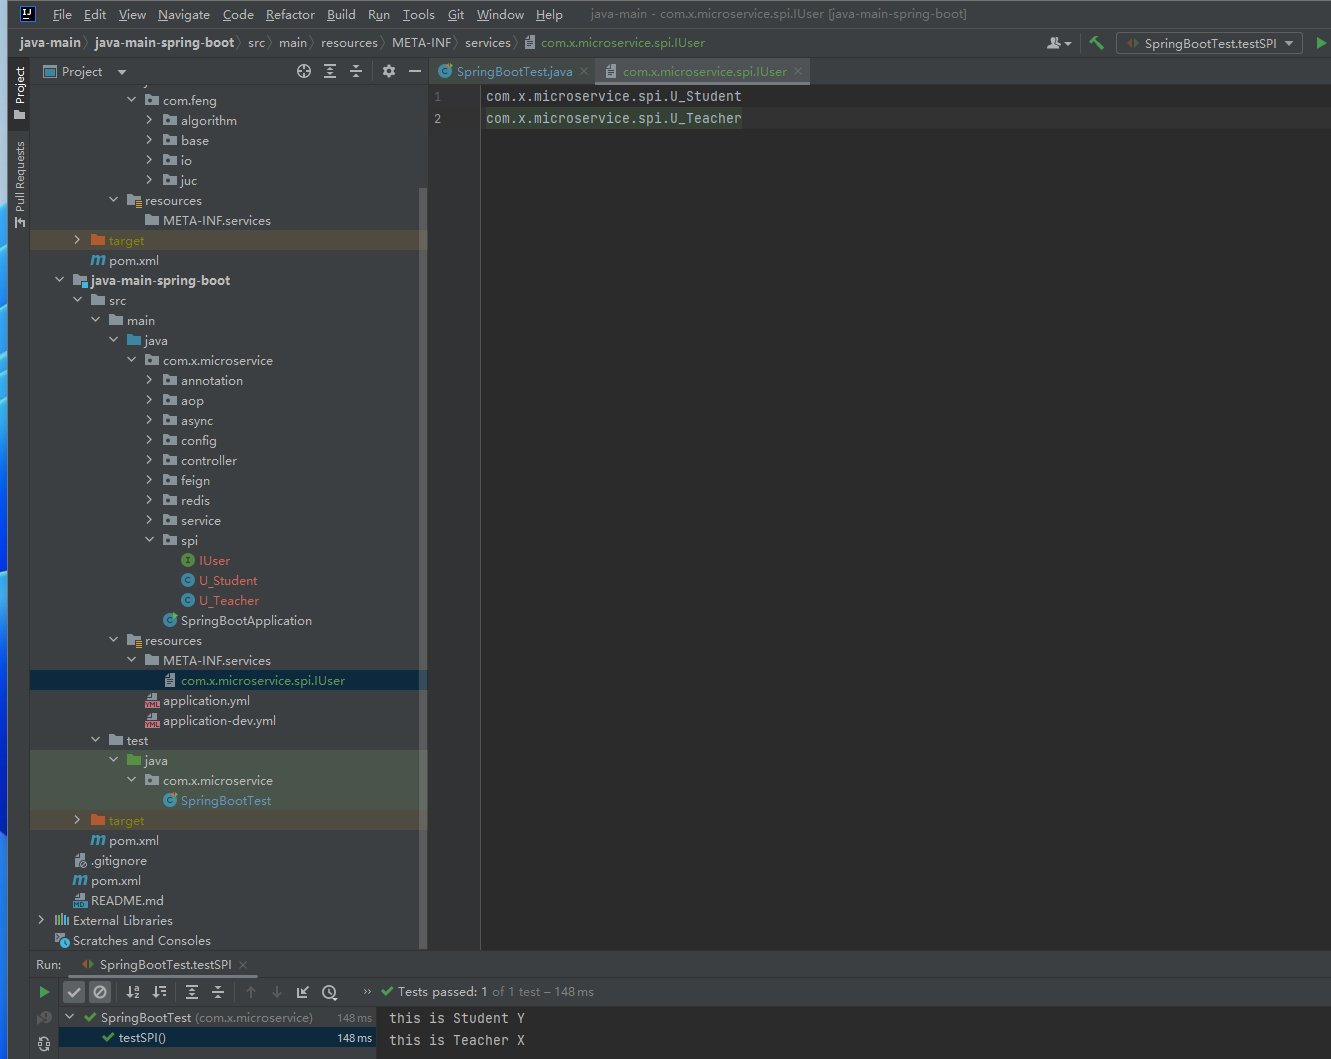 File Edit View Navigate Code Refactor Build Run Tools Git Window Help java-main - com.x.microservice.spi.IUser [java-main-spring-boot]
java-main java-main-spring-boot src main resources META-INF services com.x.microservice.spi.IUser SpringBootTest.testSPI
Project
Pull Requests
Project
com.feng
algorithm
base
io
juc
resources
META-INF.services
target
pom.xml
java-main-spring-boot
src
main
java
com.x.microservice
annotation
aop
async
config
controller
feign
redis
service
spi
IUser
U_Student
U_Teacher
SpringBootApplication
resources
META-INF.services
com.x.microservice.spi.IUser
application.yml
application-dev.yml
test
java
com.x.microservice
SpringBootTest
target
pom.xml
.gitignore
pom.xml
README.md
External Libraries
Scratches and Consoles
SpringBootTest.java com.x.microservice.spi.IUser
1 com.x.microservice.spi.U_Student
2 com.x.microservice.spi.U_Teacher
Run: SpringBootTest.testSPI
Tests passed: 1 of 1 test – 148 ms
SpringBootTest (com.x.microservice) 148 ms
testSPI() 148 ms
this is Student Y
this is Teacher X